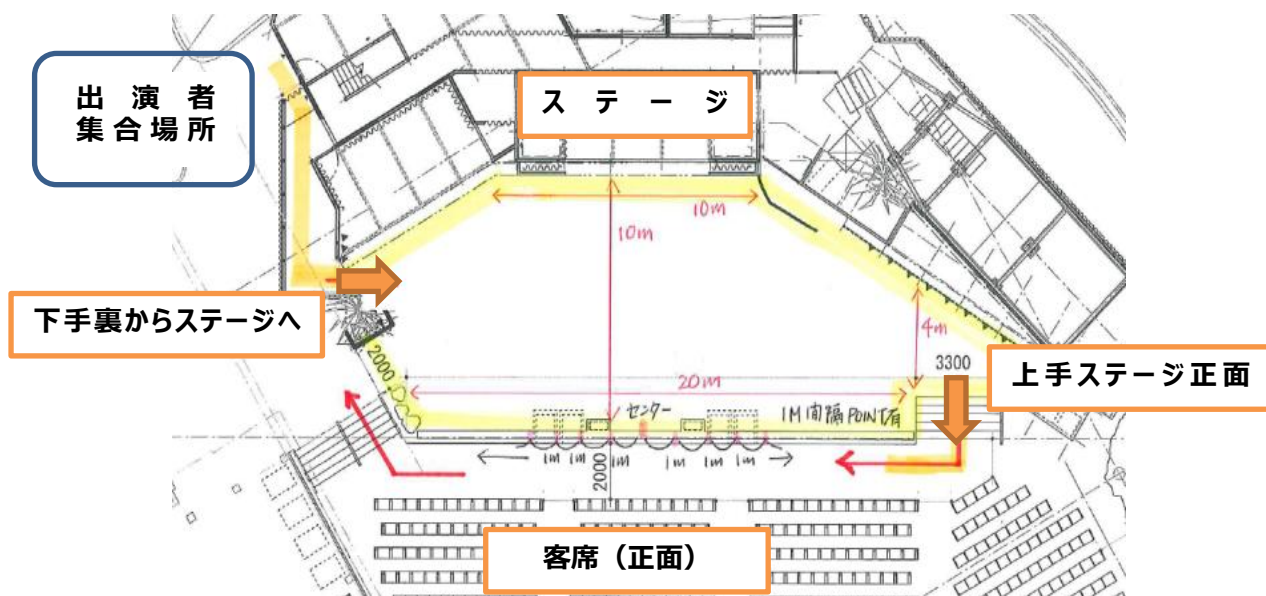 出演者
集合場所
ステージ
10m
10m
下手裏からステージへ
2000
4m
3300
上手ステージ正面
20m
センター
1M間隔POINT有
1m 1m 1m 1m 1m 1m
2000
客席（正面）